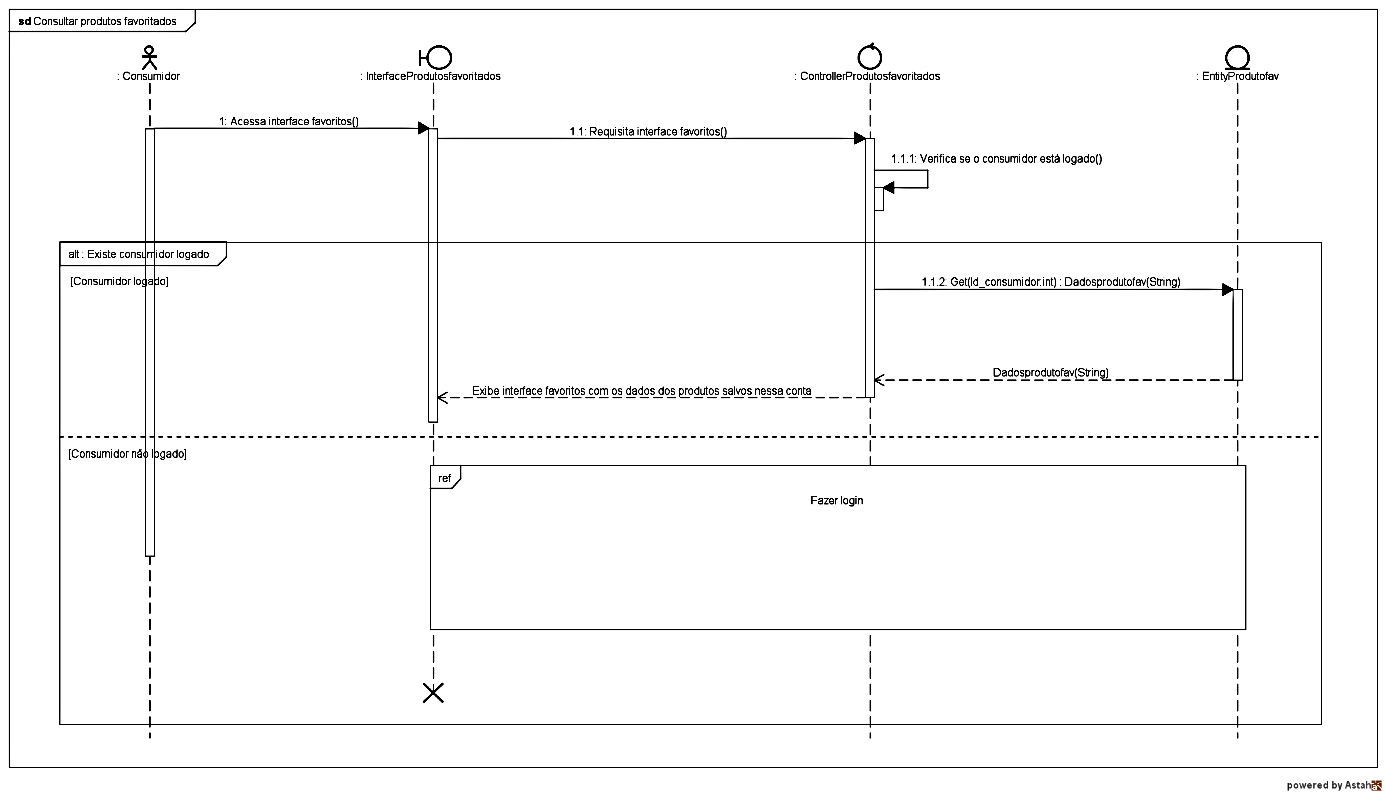 sd Consultar produtos favoritados
: Consumidor
: InterfaceProdutosfavoritados
: ControllerProdutosfavoritados
: EntityProdutofav
1: Acessa interface favoritos()
1.1: Requisita interface favoritos()
1.1.1: Verifica se o consumidor está logado()
alt : Existe consumidor logado
[Consumidor logado]
1.1.2: Get(Id_consumidor.int) : Dadosprodutofav(String)
Dadosprodutofav(String)
Exibe interface favoritos com os dados dos produtos salvos nessa conta
[Consumidor não logado]
ref
Fazer login
powered by Astah